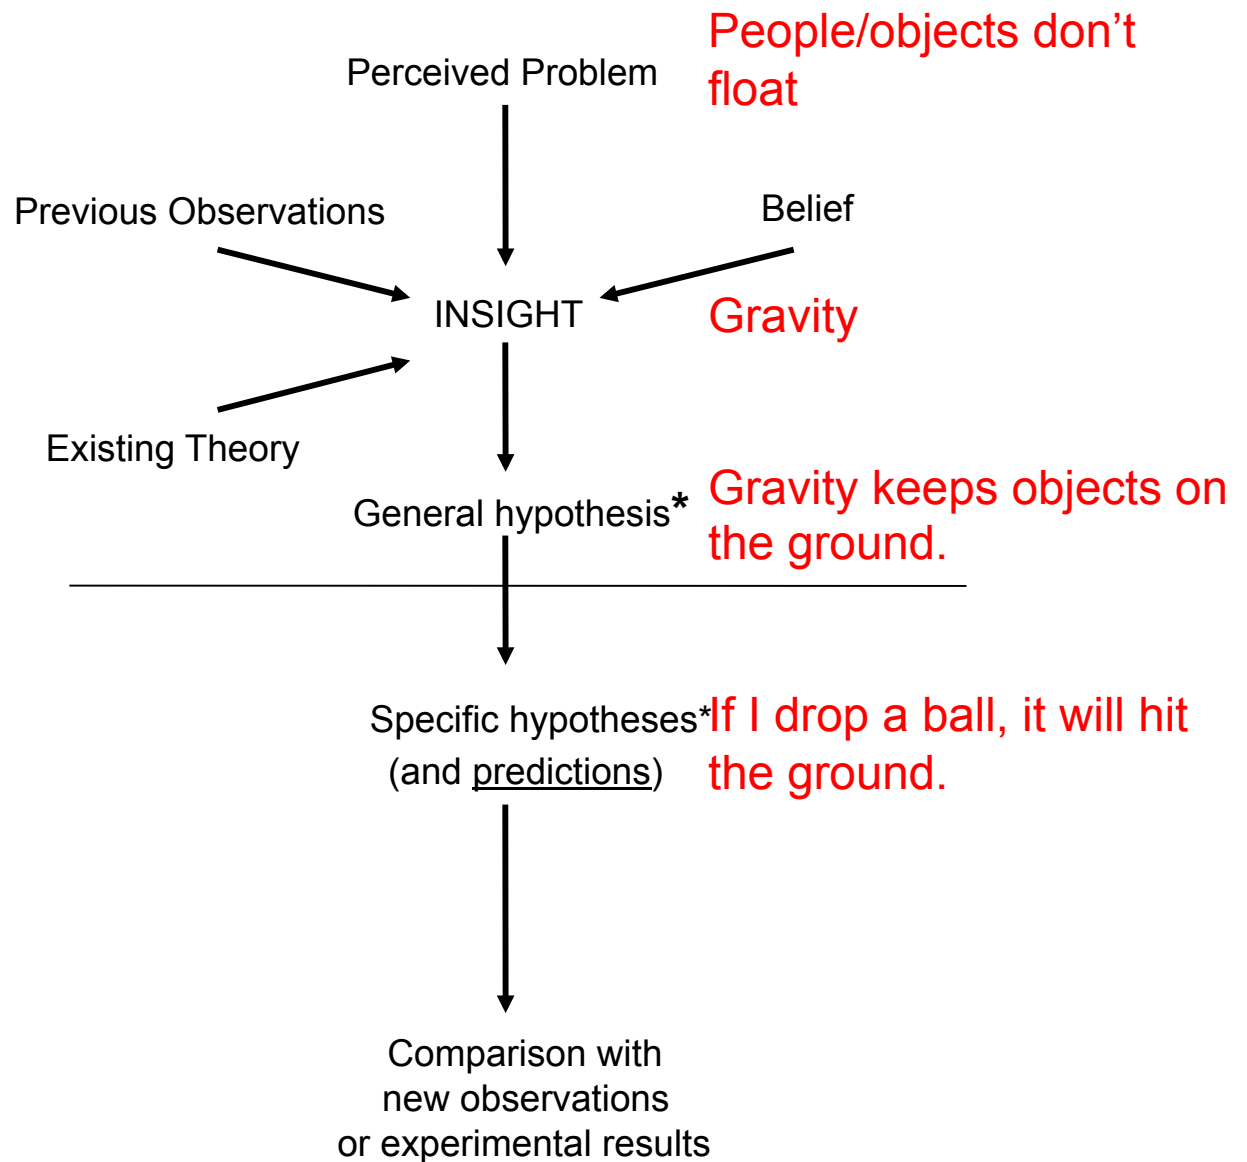 People/objects don’t
float
Perceived Problem
Previous Observations
Belief
INSIGHT
Gravity
Existing Theory
General hypothesis*
Gravity keeps objects on
the ground.
Specific hypotheses*
(and predictions)
If I drop a ball, it will hit
the ground.
Comparison with
new observations
or experimental results